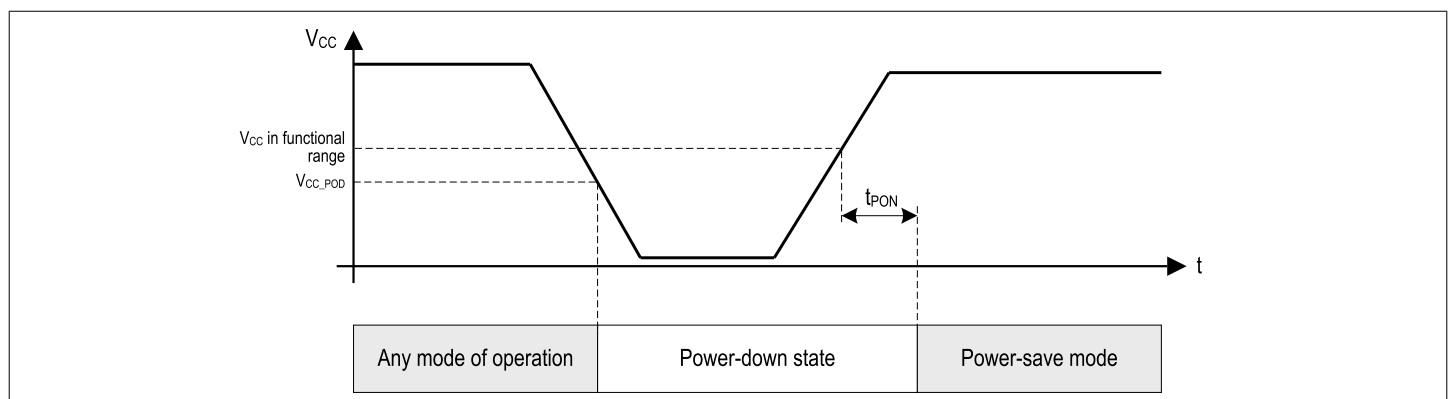 VCC
VCC in functional
range
VCC_POD
tPON
t
Any mode of operation
Power-down state
Power-save mode